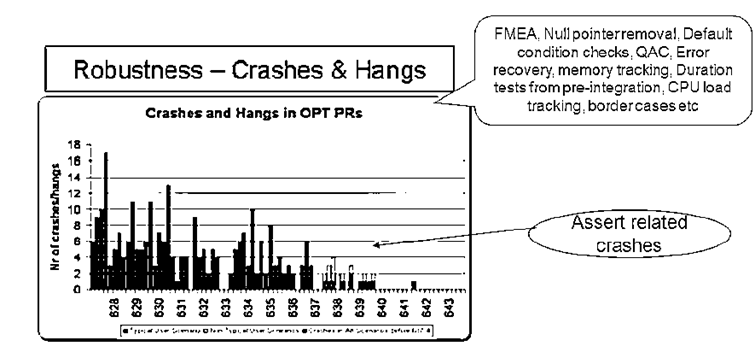 FMEA, Null pointer removal, Default
condition checks, QAC, Error
recovery, memory tracking, Duration
tests from pre-integration, CPU load
tracking, border cases etc
Robustness – Crashes & Hangs
Crashes and Hangs in OPT PRs
Nr of crashes/hangs
18
16
14
12
10
8
6
4
2
0
628
629
630
631
632
633
634
635
636
637
638
639
640
641
642
643
Assert related
crashes
Typical User Scenario